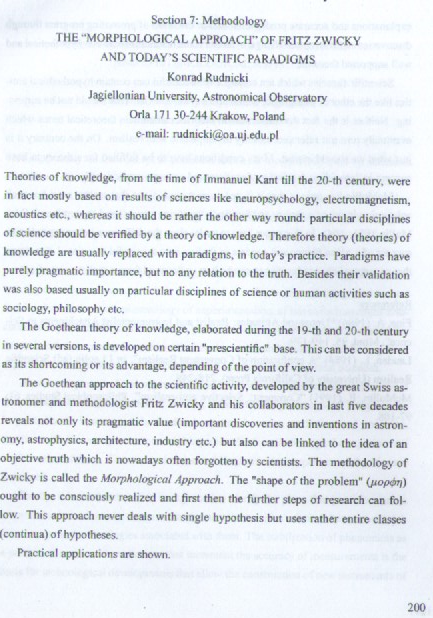 Section 7: Methodology
THE "MORPHOLOGICAL APPROACH" OF FRITZ ZWICKY
AND TODAY'S SCIENTIFIC PARADIGMS
Konrad Rudnicki
Jagiellonian University, Astronomical Observatory
Orla 171 30-244 Krakow, Poland
e-mail: rudnicki@oa.uj.edu.pl
Theories of knowledge, from the time of Immanuel Kant till the 20-th century, were
in fact mostly based on results of sciences like neuropsychology, electromagnetism,
acoustics etc., whereas it should be rather the other way round: particular disciplines
of science should be verified by a theory of knowledge. Therefore theory (theories) of
knowledge are usually replaced with paradigms, in today's practice. Paradigms have
purely pragmatic importance, but no any relation to the truth. Besides their validation
was also based usually on particular disciplines of science or human activities such as
sociology, philosophy etc.
The Goethean theory of knowledge, elaborated during the 19-th and 20-th century
in several versions, is developed on certain "prescientific" base. This can be considered
as its shortcoming or its advantage, depending of the point of view.
The Goethean approach to the scientific activity, developed by the great Swiss as-
tronomer and methodologist Fritz Zwicky and his collaborators in last five decades
reveals not only its pragmatic value (important discoveries and inventions in astron-
omy, astrophysics, architecture, industry etc.) but also can be linked to the idea of an
objective truth which is nowadays often forgotten by scientists. The methodology of
Zwicky is called the Morphological Approach. The "shape of the problem" (μορφη)
ought to be consciously realized and first then the further steps of research can fol-
low. This approach never deals with single hypothesis but uses rather entire classes
(continua) of hypotheses.
Practical applications are shown.
200